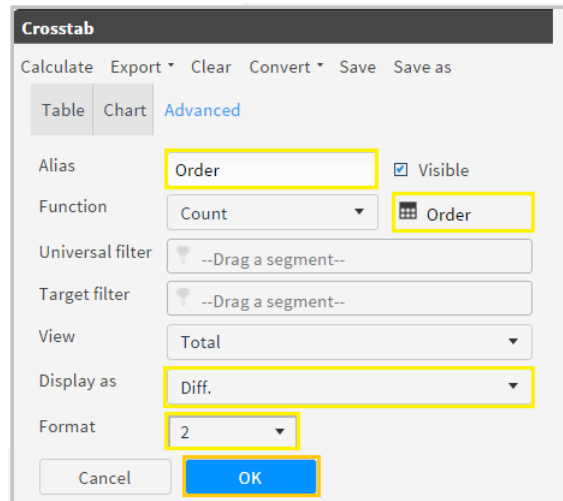 Crosstab
Calculate Export Clear Convert Save Save as
Table Chart Advanced
Alias Order Visible
Function Count Order
Universal filter --Drag a segment--
Target filter --Drag a segment--
View Total
Display as Diff.
Format 2
Cancel OK